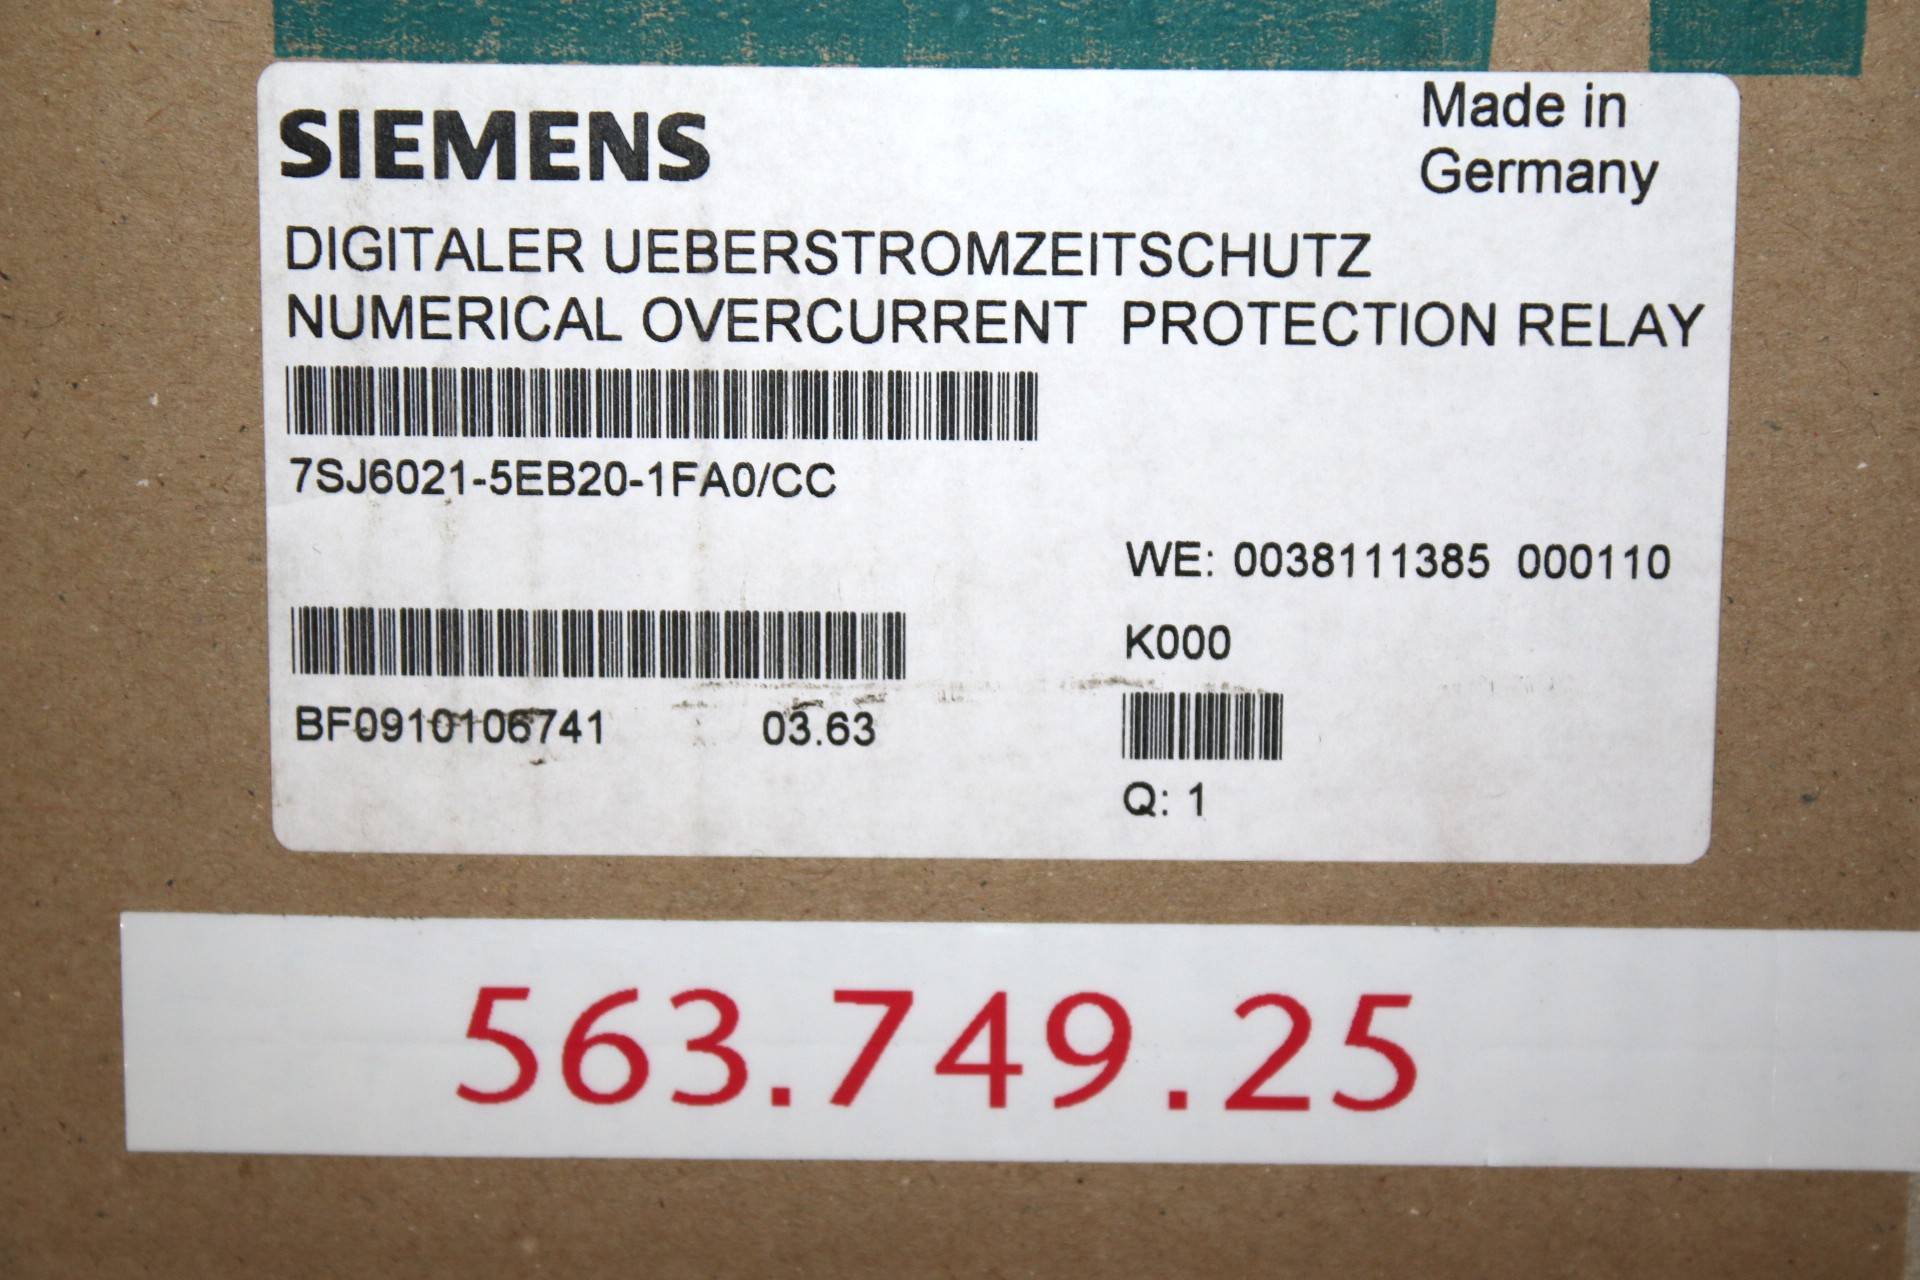 SIEMENS
Made in
Germany
DIGITALER UEBERSTROMZEITSCHUTZ
NUMERICAL OVERCURRENT PROTECTION RELAY
7SJ6021-5EB20-1FA0/CC
WE: 0038111385 000110
K000
BF0910106741 03.63
Q: 1
563.749.25